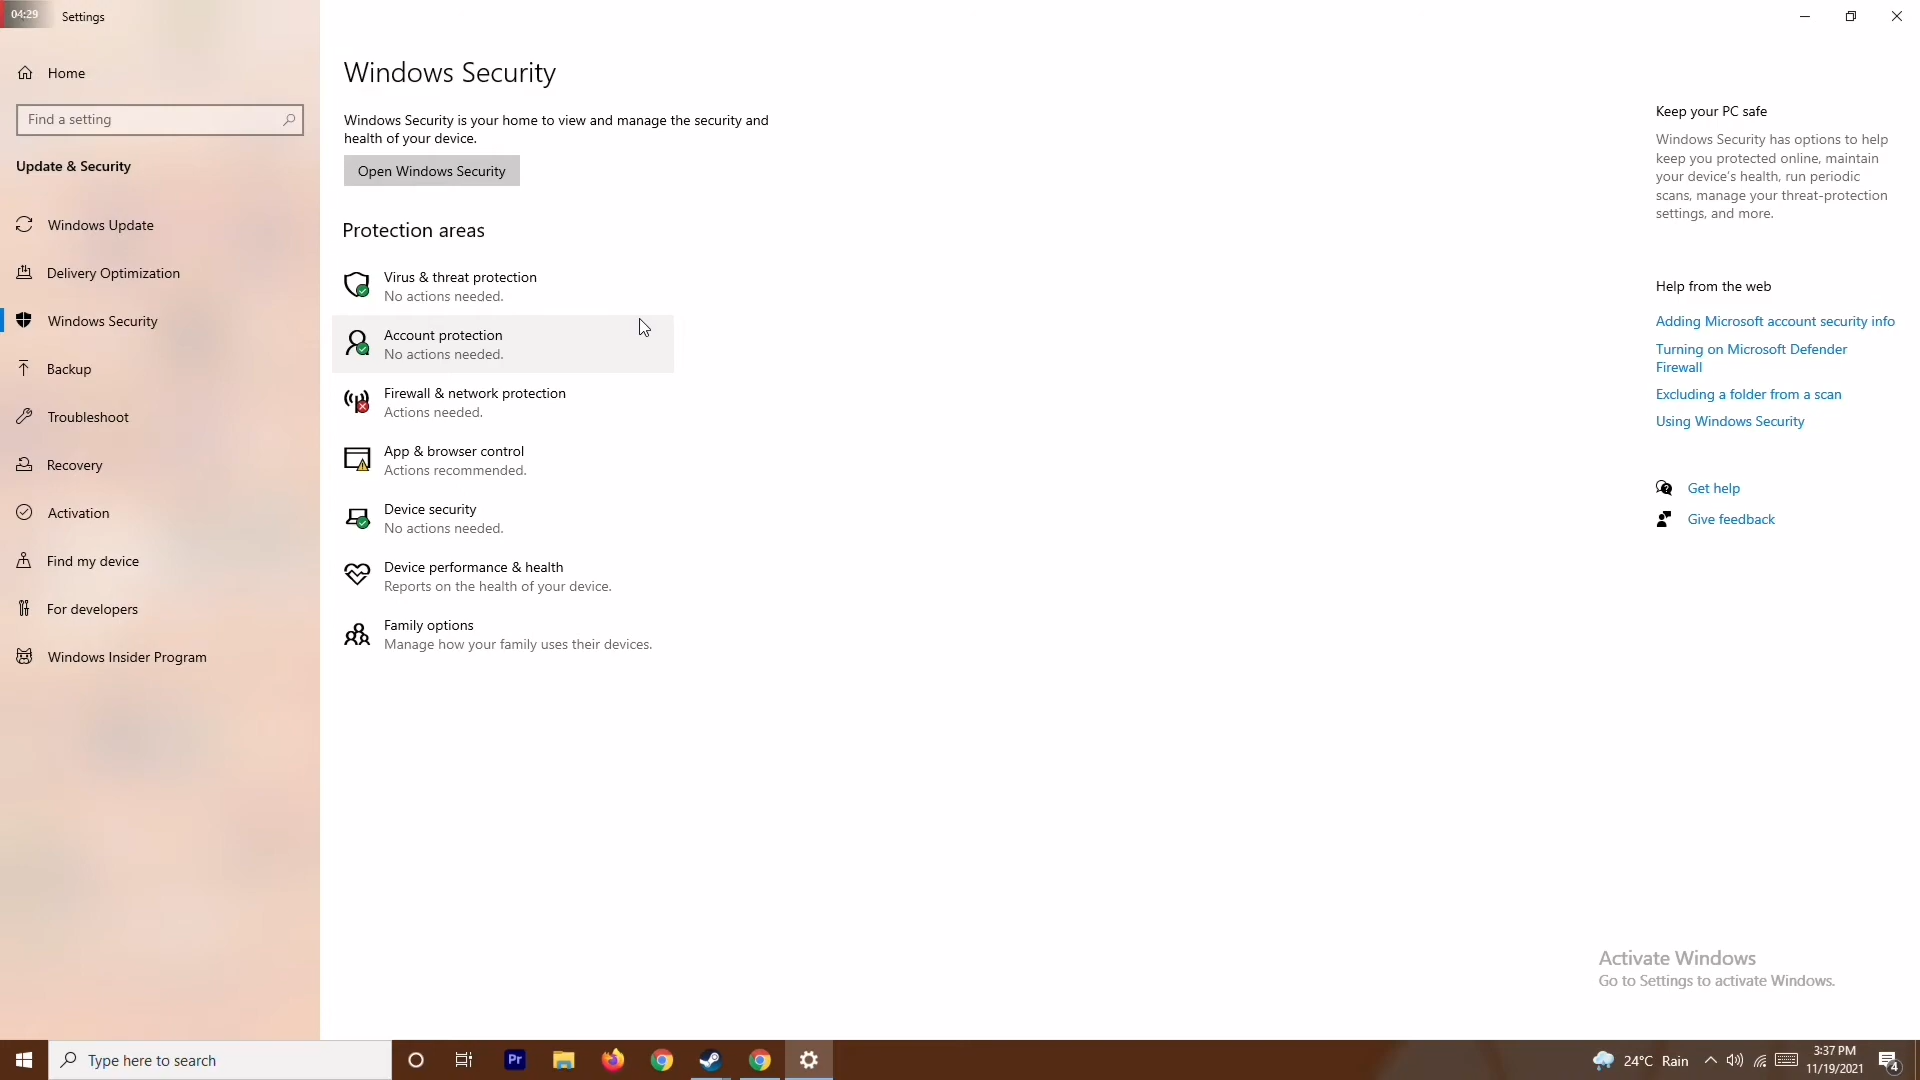 04:29
Settings
Home
Find a setting
Update & Security
Windows Update
Delivery Optimization
Windows Security
Backup
Troubleshoot
Recovery
Activation
Find my device
For developers
Windows Insider Program
Windows Security
Windows Security is your home to view and manage the security and
health of your device.
Open Windows Security
Protection areas
Virus & threat protection
No actions needed.
Account protection
No actions needed.
Firewall & network protection
Actions needed.
App & browser control
Actions recommended.
Device security
No actions needed.
Device performance & health
Reports on the health of your device.
Family options
Manage how your family uses their devices.
Keep your PC safe
Windows Security has options to help
keep you protected online, maintain
your device's health, run periodic
scans, manage your threat-protection
settings, and more.
Help from the web
Adding Microsoft account security info
Turning on Microsoft Defender
Firewall
Excluding a folder from a scan
Using Windows Security
Get help
Give feedback
Activate Windows
Go to Settings to activate Windows.
Type here to search
Pr
24°C Rain
3:37 PM
11/19/2021
4